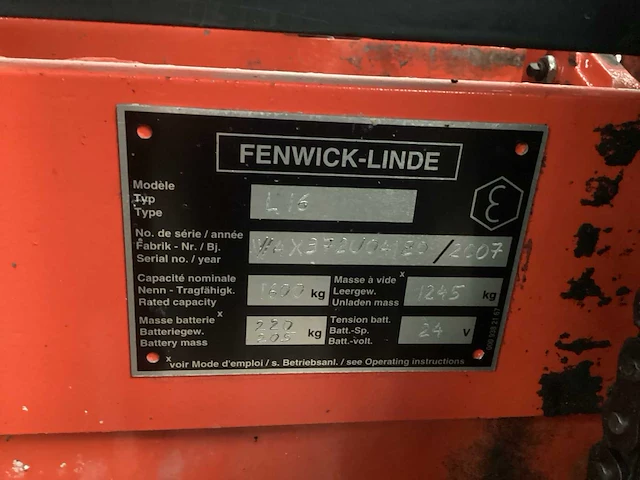 FENWICK-LINDE
Modèle
Typ
Type
L16
No. de série / année
Fabrik - Nr. / Bj.
Serial no. / year
/2007
Capacité nominale
Nenn - Tragfähigk.
Rated capacity
1600 kg
Masse à vide x
Leergew.
Unladen mass
1245 kg
Masse batterie x
Batteriegew.
Battery mass
220
305 kg
Tension batt.
Batt.-Sp.
Batt.-volt.
24 V
x voir Mode d'emploi / s. Betriebsanl. / see Operating instructions